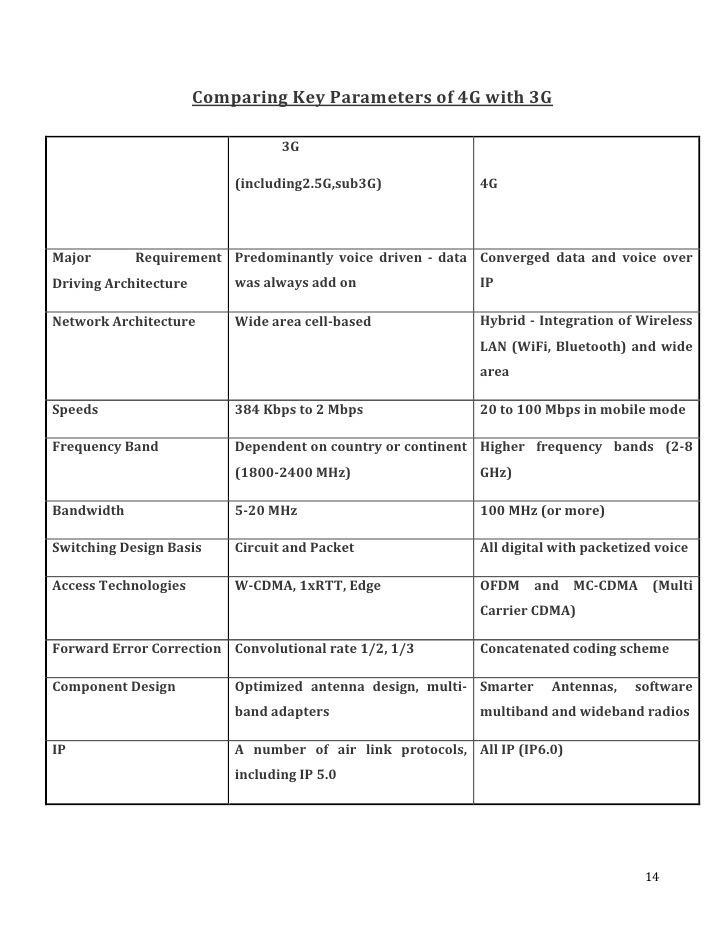 Comparing Key Parameters of 4G with 3G
3G
(including2.5G,sub3G)
4G
Major Requirement
Driving Architecture
Predominantly voice driven - data
was always add on
Converged data and voice over
IP
Network Architecture
Wide area cell-based
Hybrid - Integration of Wireless
LAN (WiFi, Bluetooth) and wide
area
Speeds
384 Kbps to 2 Mbps
20 to 100 Mbps in mobile mode
Frequency Band
Dependent on country or continent
(1800-2400 MHz)
Higher frequency bands (2-8
GHz)
Bandwidth
5-20 MHz
100 MHz (or more)
Switching Design Basis
Circuit and Packet
All digital with packetized voice
Access Technologies
W-CDMA, 1xRTT, Edge
OFDM and MC-CDMA (Multi
Carrier CDMA)
Forward Error Correction
Convolutional rate 1/2, 1/3
Concatenated coding scheme
Component Design
Optimized antenna design, multi-
band adapters
Smarter Antennas, software
multiband and wideband radios
IP
A number of air link protocols,
including IP 5.0
All IP (IP6.0)
14